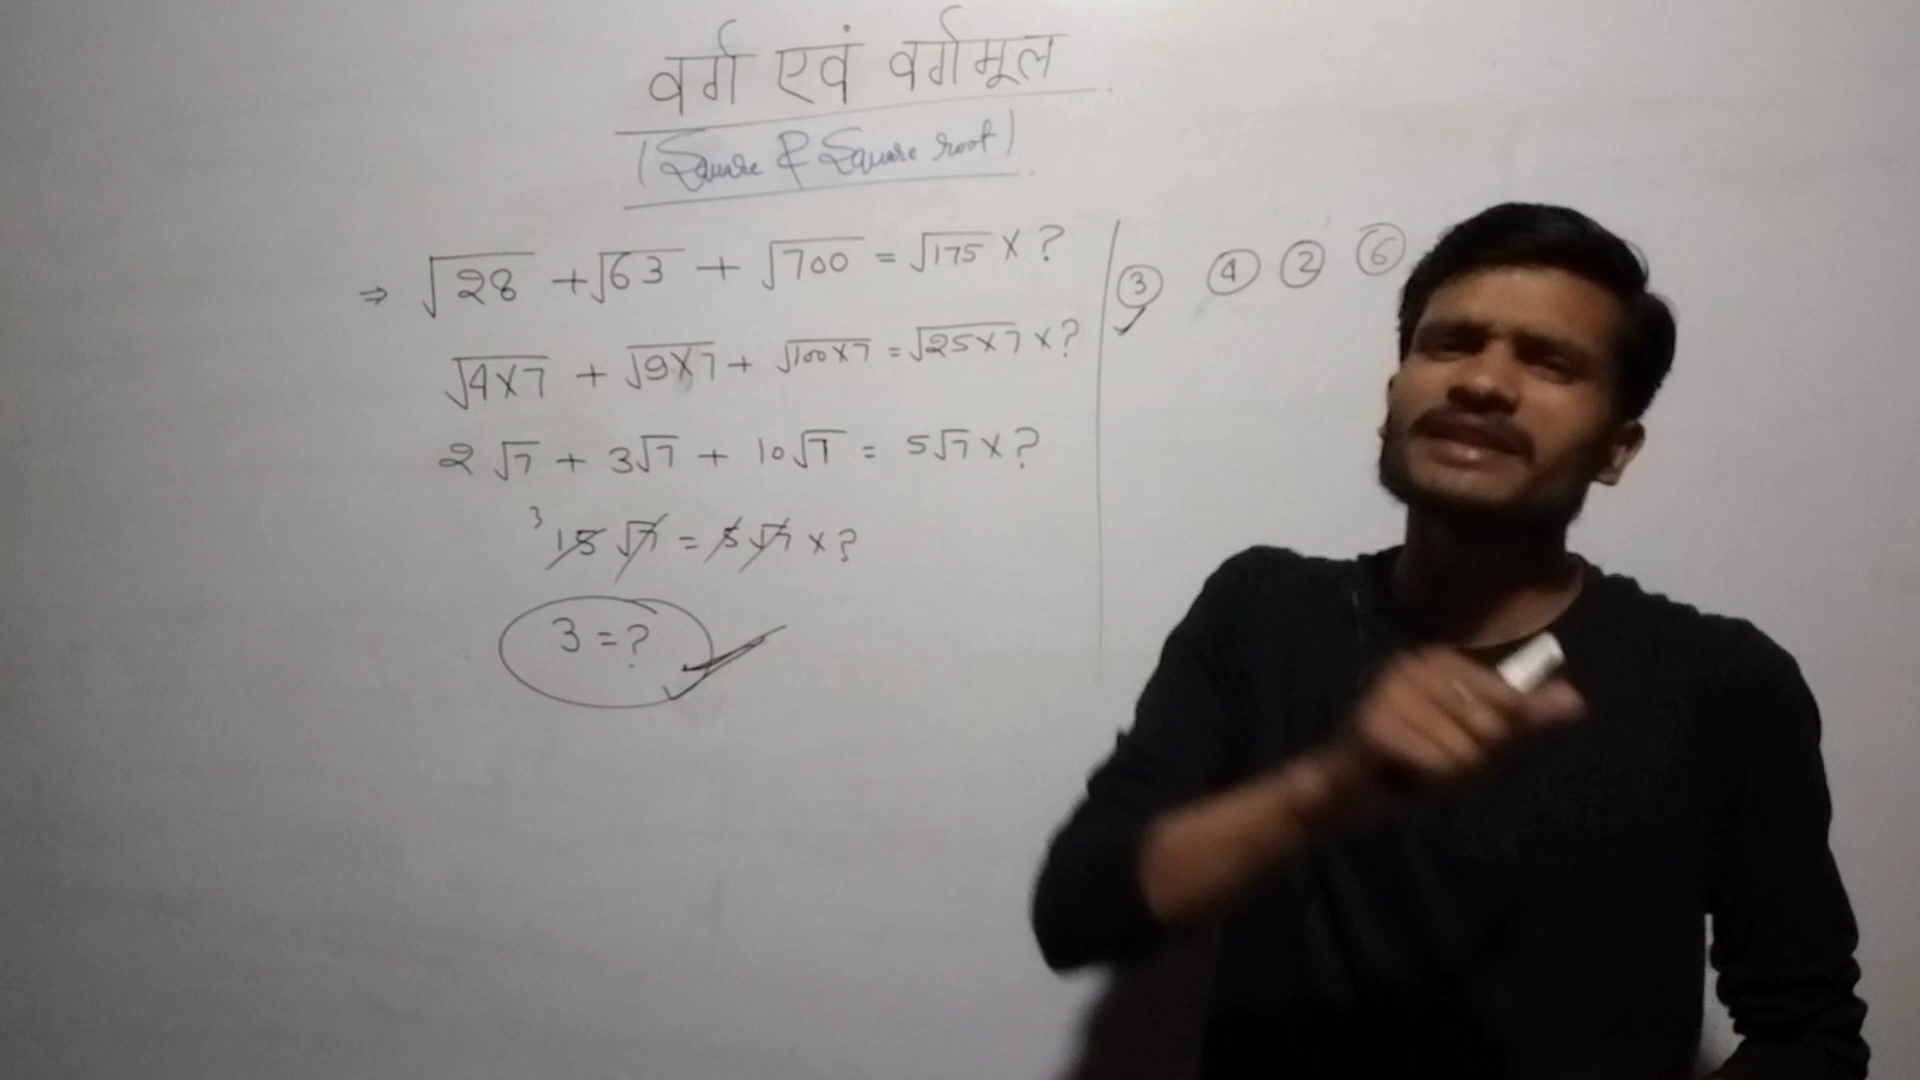 वर्ग एवं वर्गमूल
(Square & Square root)
⇒ √28 + √63 + √700 = √175 × ?
③ ④ ② ⑥
√4×7 + √9×7 + √100×7 = √25×7 × ?
2√7 + 3√7 + 10√7 = 5√7 × ?
3
15√7 = 5√7 × ?
3 = ?